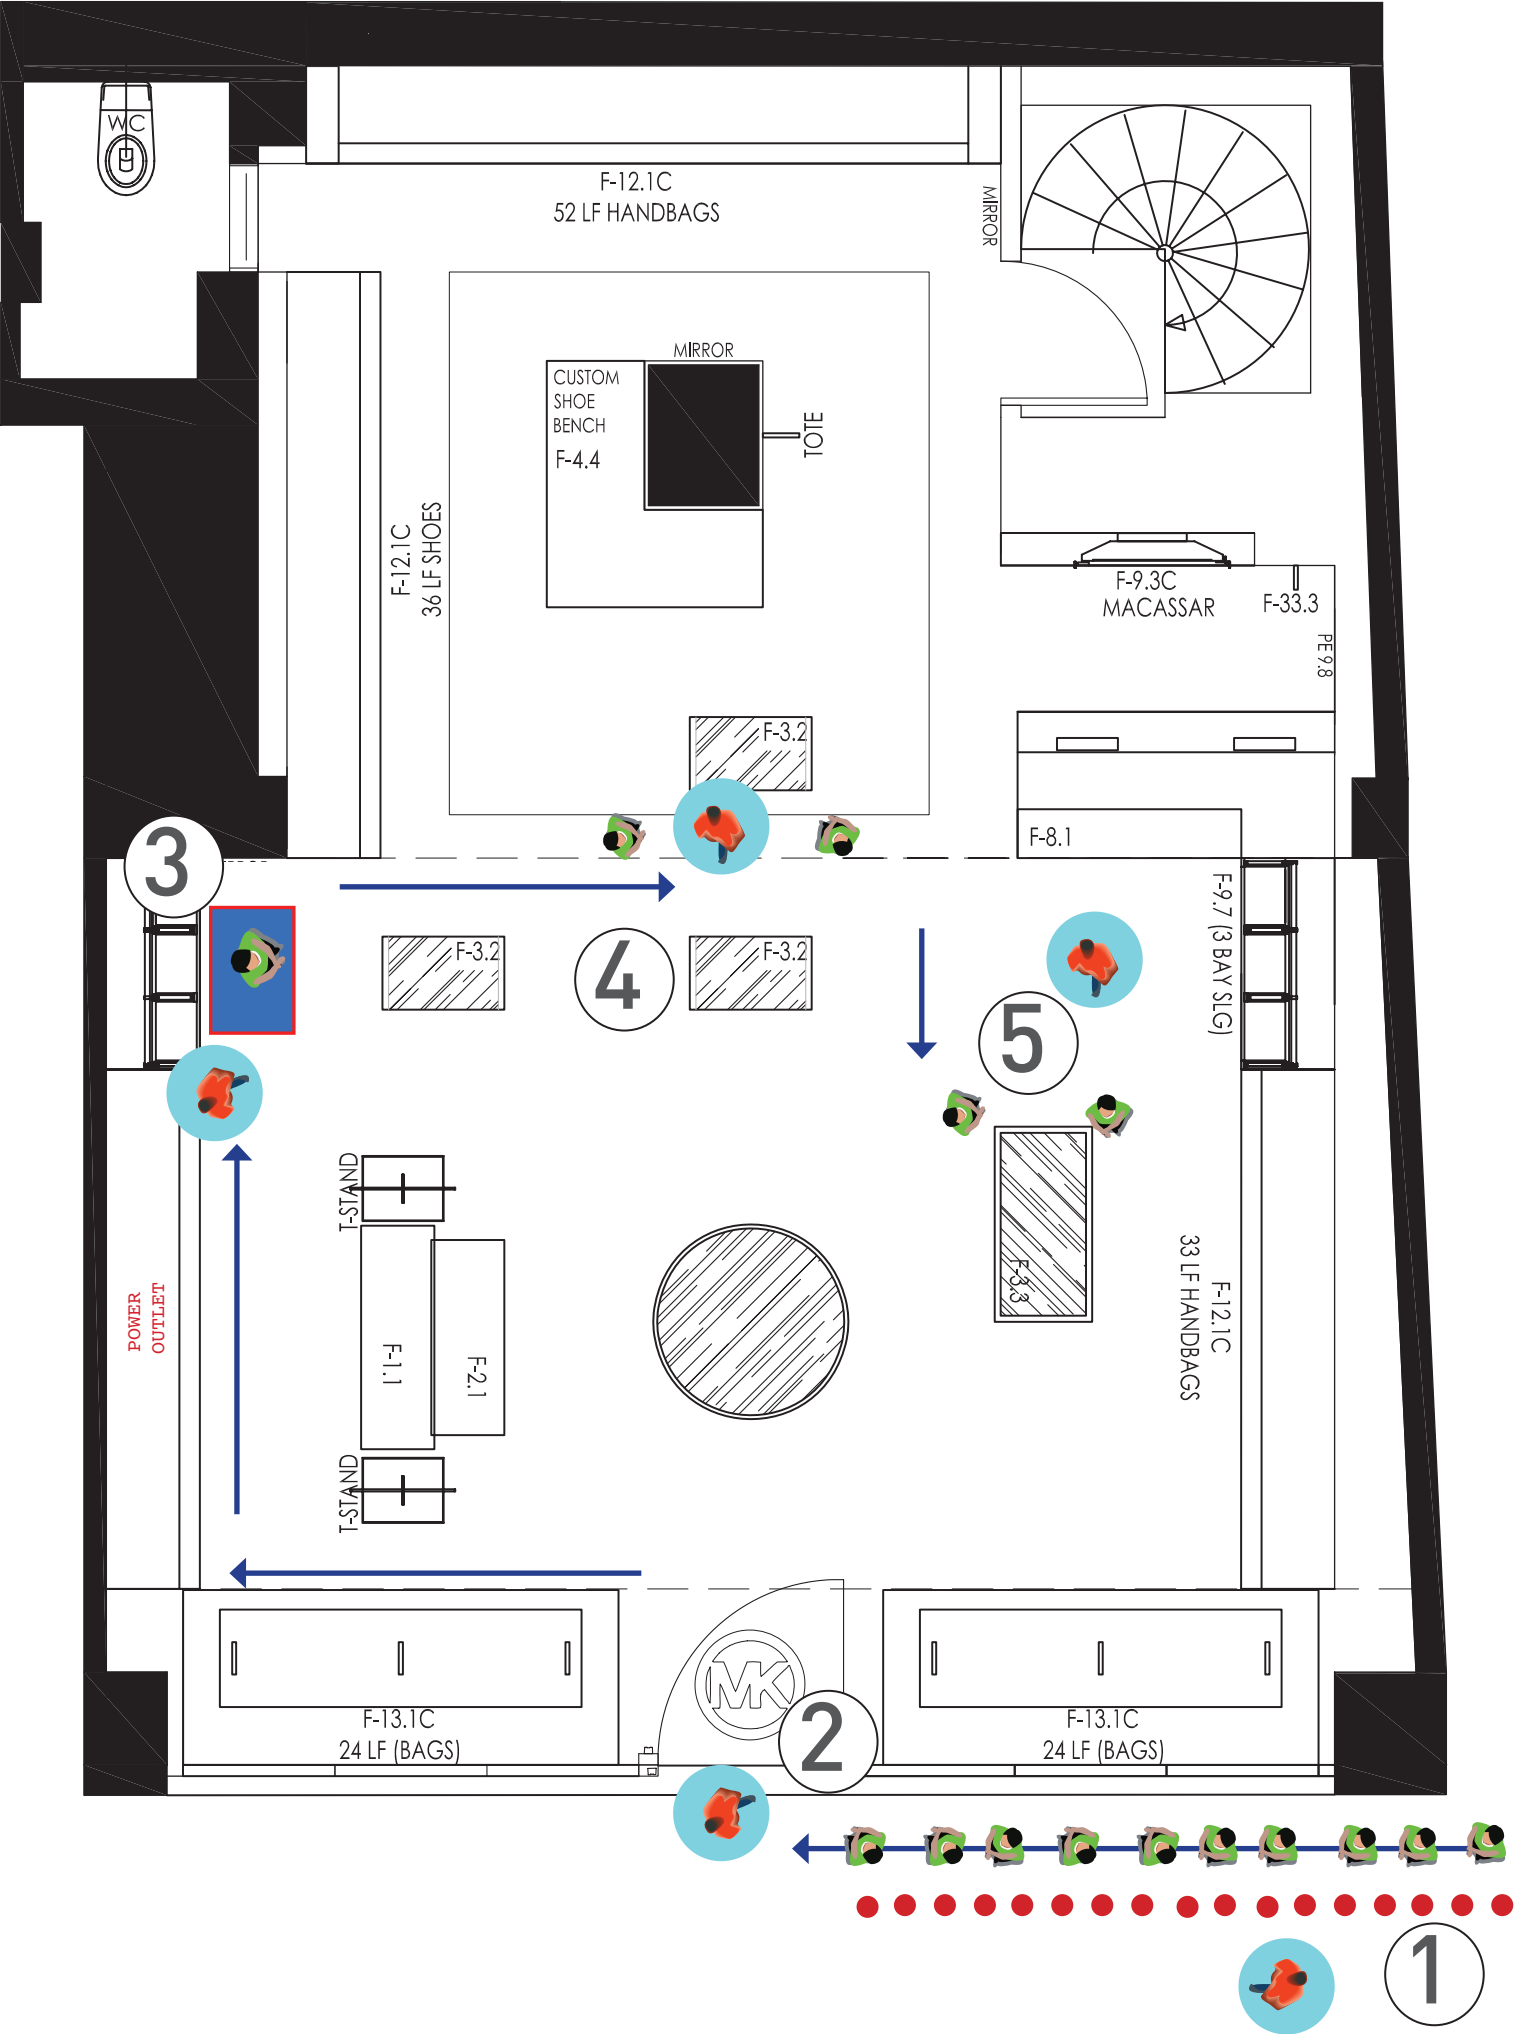 WC
F-12.1C
52 LF HANDBAGS
MIRROR
MIRROR
CUSTOM
SHOE
BENCH
F-4.4
TOTE
F-12.1C
36 LF SHOES
F-9.3C
MACASSAR
F-33.3
PE 9.8
F-3.2
F-8.1
3
F-3.2
4
F-3.2
5
F-9.7 (3 BAY SLG)
T-STAND
POWER
OUTLET
F-1.1
F-2.1
F-3.3
F-12.1C
33 LF HANDBAGS
T-STAND
MK
F-13.1C
24 LF (BAGS)
2
F-13.1C
24 LF (BAGS)
1